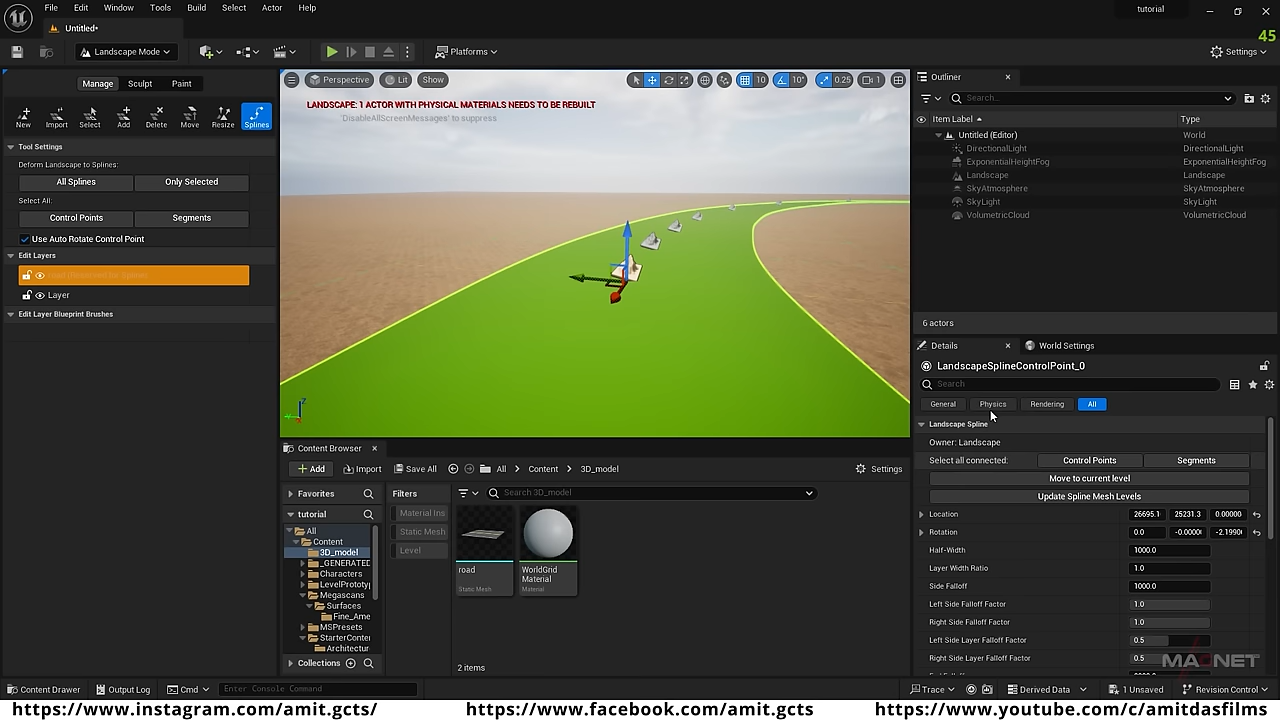 File Edit Window Tools Build Select Actor Help
tutorial
Untitled*
45
Landscape Mode
Platforms
Settings
Manage Sculpt Paint
New Import Select Add Delete Move Resize Splines
Tool Settings
Deform Landscape to Splines:
All Splines Only Selected
Select All:
Control Points Segments
Use Auto Rotate Control Point
Edit Layers
Layer
Edit Layer Blueprint Brushes
Perspective Lit Show
10 10° 0.25 1
LANDSCAPE: 1 ACTOR WITH PHYSICAL MATERIALS NEEDS TO BE REBUILT
'DisableAllScreenMessages' to suppress
Outliner
Search...
Item Label Type
Untitled (Editor) World
DirectionalLight DirectionalLight
ExponentialHeightFog ExponentialHeightFog
Landscape Landscape
SkyAtmosphere SkyAtmosphere
SkyLight SkyLight
VolumetricCloud VolumetricCloud
6 actors
Details World Settings
LandscapeSplineControlPoint_0
Search
General Physics Rendering All
Landscape Spline
Owner: Landscape
Select all connected: Control Points Segments
Move to current level
Update Spline Mesh Levels
Location 26695.1 25231.3 0.00000
Rotation 0.0 -0.0000 -2.1990
Half-Width 1000.0
Layer Width Ratio 1.0
Side Falloff 1000.0
Left Side Falloff Factor 1.0
Right Side Falloff Factor 1.0
Left Side Layer Falloff Factor 0.5
Right Side Layer Falloff Factor 0.5
MAGNET
Content Browser
Add Import Save All All Content 3D_model Settings
Favorites
tutorial
All
Content
3D_model
_GENERATED
Characters
LevelPrototy
Megascans
Surfaces
Fine_Ame
MSPresets
StarterConte
Architectur
Collections
Filters
Material Ins
Static Mesh
Level
Search 3D_model
road
Static Mesh
WorldGrid
Material
Material
2 items
Content Drawer Output Log Cmd Enter Console Command
Trace Derived Data 1 Unsaved Revision Control
https://www.instagram.com/amit.gcts/ https://www.facebook.com/amit.gcts https://www.youtube.com/c/amitdasfilms